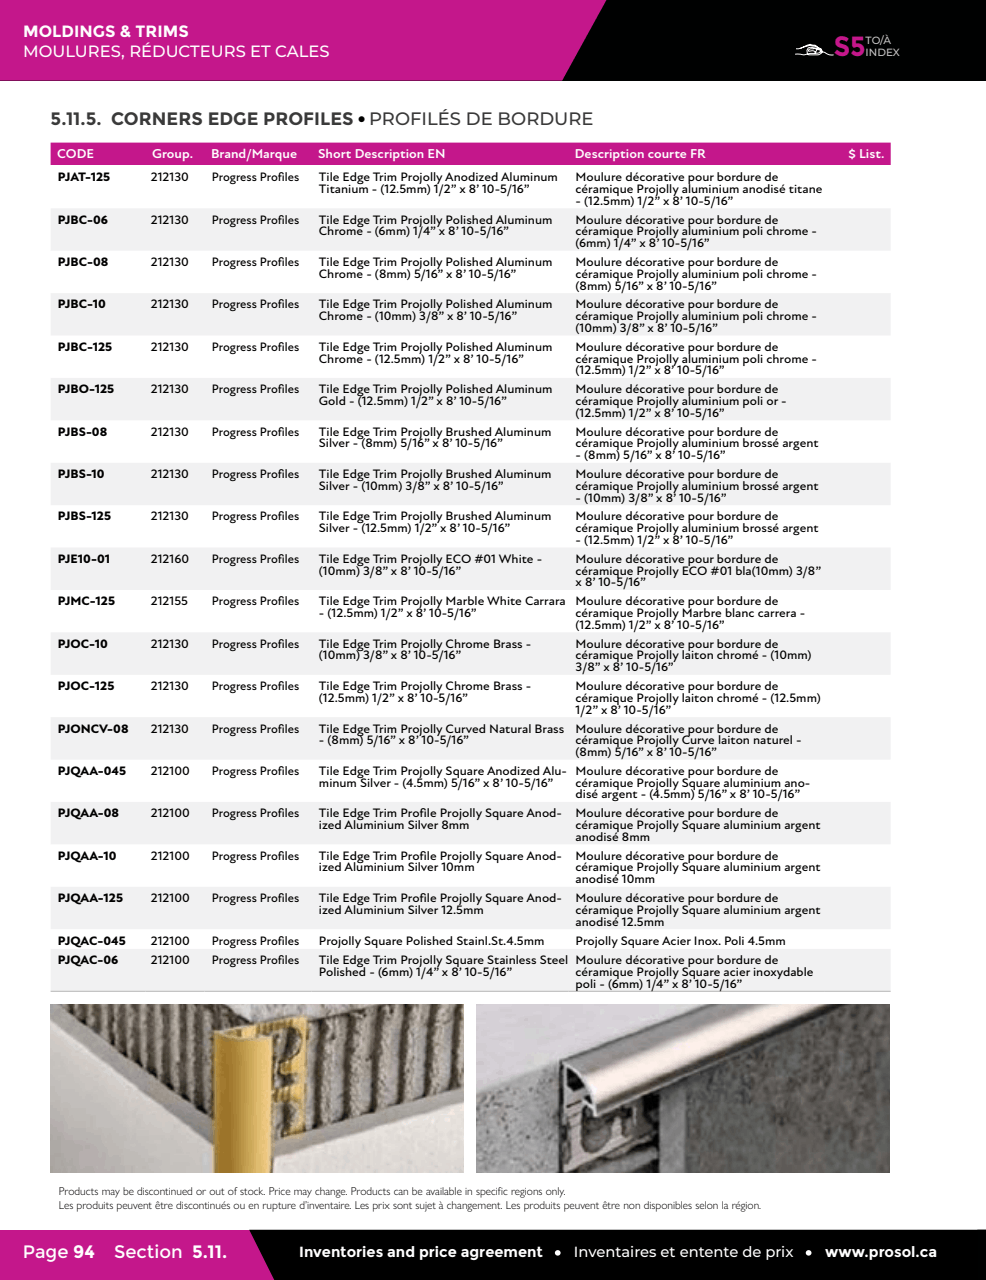 MOLDINGS & TRIMS
MOULURES, RÉDUCTEURS ET CALES
S5 TO/À INDEX
5.11.5. CORNERS EDGE PROFILES • PROFILÉS DE BORDURE
CODE Group. Brand/Marque Short Description EN Description courte FR $ List.
PJAT-125 212130 Progress Profiles Tile Edge Trim Projolly Anodized Aluminum Moulure décorative pour bordure de
Titanium - (12.5mm) 1/2” x 8’ 10-5/16” céramique Projolly aluminium anodisé titane
- (12.5mm) 1/2” x 8’ 10-5/16”
PJBC-06 212130 Progress Profiles Tile Edge Trim Projolly Polished Aluminum Moulure décorative pour bordure de
Chrome - (6mm) 1/4” x 8’ 10-5/16” céramique Projolly aluminium poli chrome -
(6mm) 1/4” x 8’ 10-5/16”
PJBC-08 212130 Progress Profiles Tile Edge Trim Projolly Polished Aluminum Moulure décorative pour bordure de
Chrome - (8mm) 5/16” x 8’ 10-5/16” céramique Projolly aluminium poli chrome -
(8mm) 5/16” x 8’ 10-5/16”
PJBC-10 212130 Progress Profiles Tile Edge Trim Projolly Polished Aluminum Moulure décorative pour bordure de
Chrome - (10mm) 3/8” x 8’ 10-5/16” céramique Projolly aluminium poli chrome -
(10mm) 3/8” x 8’ 10-5/16”
PJBC-125 212130 Progress Profiles Tile Edge Trim Projolly Polished Aluminum Moulure décorative pour bordure de
Chrome - (12.5mm) 1/2” x 8’ 10-5/16” céramique Projolly aluminium poli chrome -
(12.5mm) 1/2” x 8’ 10-5/16”
PJBO-125 212130 Progress Profiles Tile Edge Trim Projolly Polished Aluminum Moulure décorative pour bordure de
Gold - (12.5mm) 1/2” x 8’ 10-5/16” céramique Projolly aluminium poli or -
(12.5mm) 1/2” x 8’ 10-5/16”
PJBS-08 212130 Progress Profiles Tile Edge Trim Projolly Brushed Aluminum Moulure décorative pour bordure de
Silver - (8mm) 5/16” x 8’ 10-5/16” céramique Projolly aluminium brossé argent
- (8mm) 5/16” x 8’ 10-5/16”
PJBS-10 212130 Progress Profiles Tile Edge Trim Projolly Brushed Aluminum Moulure décorative pour bordure de
Silver - (10mm) 3/8” x 8’ 10-5/16” céramique Projolly aluminium brossé argent
- (10mm) 3/8” x 8’ 10-5/16”
PJBS-125 212130 Progress Profiles Tile Edge Trim Projolly Brushed Aluminum Moulure décorative pour bordure de
Silver - (12.5mm) 1/2” x 8’ 10-5/16” céramique Projolly aluminium brossé argent
- (12.5mm) 1/2” x 8’ 10-5/16”
PJE10-01 212160 Progress Profiles Tile Edge Trim Projolly ECO #01 White - Moulure décorative pour bordure de
(10mm) 3/8” x 8’ 10-5/16” céramique Projolly ECO #01 bla(10mm) 3/8”
x 8’ 10-5/16”
PJMC-125 212155 Progress Profiles Tile Edge Trim Projolly Marble White Carrara Moulure décorative pour bordure de
- (12.5mm) 1/2” x 8’ 10-5/16” céramique Projolly Marbre blanc carrera -
(12.5mm) 1/2” x 8’ 10-5/16”
PJOC-10 212130 Progress Profiles Tile Edge Trim Projolly Chrome Brass - Moulure décorative pour bordure de
(10mm) 3/8” x 8’ 10-5/16” céramique Projolly laiton chromé - (10mm)
3/8” x 8’ 10-5/16”
PJOC-125 212130 Progress Profiles Tile Edge Trim Projolly Chrome Brass - Moulure décorative pour bordure de
(12.5mm) 1/2” x 8’ 10-5/16” céramique Projolly laiton chromé - (12.5mm)
1/2” x 8’ 10-5/16”
PJONCV-08 212130 Progress Profiles Tile Edge Trim Projolly Curved Natural Brass Moulure décorative pour bordure de
- (8mm) 5/16” x 8’ 10-5/16” céramique Projolly Curve laiton naturel -
(8mm) 5/16” x 8’ 10-5/16”
PJQAA-045 212100 Progress Profiles Tile Edge Trim Projolly Square Anodized Alu- Moulure décorative pour bordure de
minum Silver - (4.5mm) 5/16” x 8’ 10-5/16” céramique Projolly Square aluminium ano-
disé argent - (4.5mm) 5/16” x 8’ 10-5/16”
PJQAA-08 212100 Progress Profiles Tile Edge Trim Profile Projolly Square Anod- Moulure décorative pour bordure de
ized Aluminium Silver 8mm céramique Projolly Square aluminium argent
anodisé 8mm
PJQAA-10 212100 Progress Profiles Tile Edge Trim Profile Projolly Square Anod- Moulure décorative pour bordure de
ized Aluminium Silver 10mm céramique Projolly Square aluminium argent
anodisé 10mm
PJQAA-125 212100 Progress Profiles Tile Edge Trim Profile Projolly Square Anod- Moulure décorative pour bordure de
ized Aluminium Silver 12.5mm céramique Projolly Square aluminium argent
anodisé 12.5mm
PJQAC-045 212100 Progress Profiles Projolly Square Polished Stainl.St.4.5mm Projolly Square Acier Inox. Poli 4.5mm
PJQAC-06 212100 Progress Profiles Tile Edge Trim Projolly Square Stainless Steel Moulure décorative pour bordure de
Polished - (6mm) 1/4” x 8’ 10-5/16” céramique Projolly Square acier inoxydable
poli - (6mm) 1/4” x 8’ 10-5/16”
Products may be discontinued or out of stock. Price may change. Products can be available in specific regions only.
Les produits peuvent être discontinués ou en rupture d’inventaire. Les prix sont sujet à changement. Les produits peuvent être non disponibles selon la région.
Page 94 Section 5.11. Inventories and price agreement • Inventaires et entente de prix • www.prosol.ca